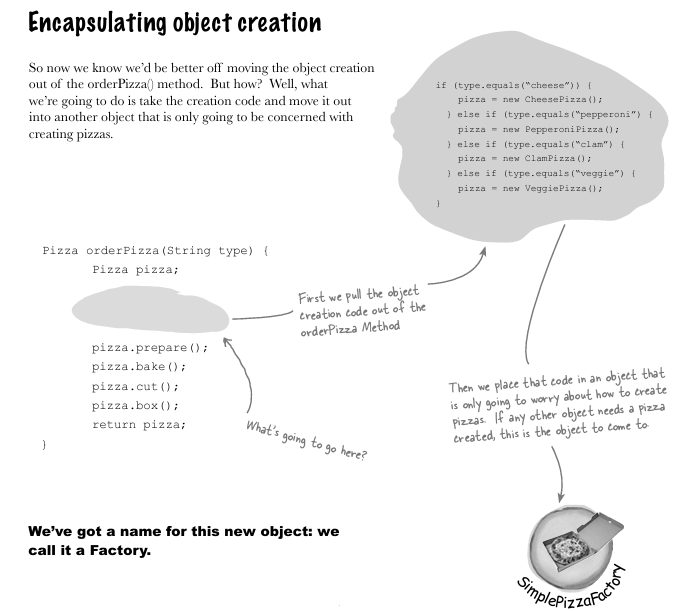 Encapsulating object creation
So now we know we'd be better off moving the object creation
out of the orderPizza() method.  But how?  Well, what
we're going to do is take the creation code and move it out
into another object that is only going to be concerned with
creating pizzas.
if (type.equals("cheese")) {
    pizza = new CheesePizza();
} else if (type.equals("pepperoni") {
    pizza = new PepperoniPizza();
} else if (type.equals("clam") {
    pizza = new ClamPizza();
} else if (type.equals("veggie") {
    pizza = new VeggiePizza();
}
Pizza orderPizza(String type) {
    Pizza pizza;
First we pull the object
creation code out of the
orderPizza Method
    pizza.prepare();
    pizza.bake();
    pizza.cut();
    pizza.box();
    return pizza;
}
What's going to go here?
Then we place that code in an object that
is only going to worry about how to create
pizzas. If any other object needs a pizza
created, this is the object to come to.
We've got a name for this new object: we
call it a Factory.
SimplePizzaFactory